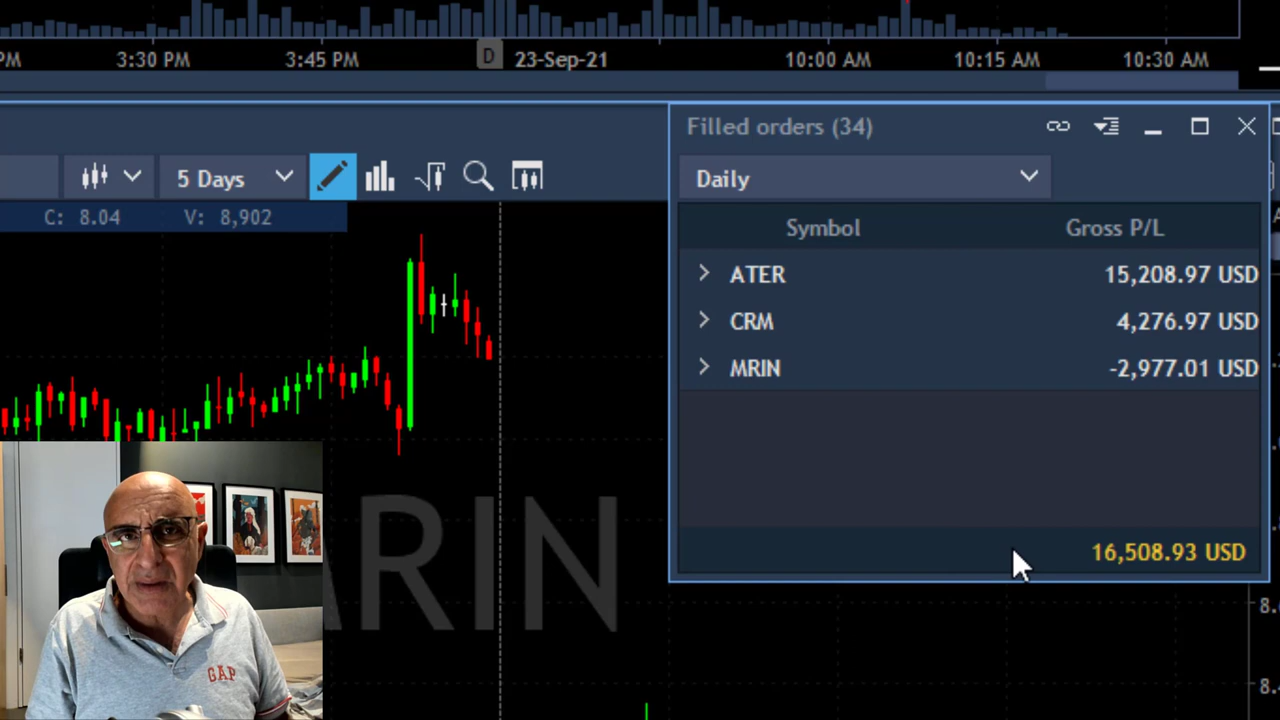 PM 3:30 PM 3:45 PM D 23-Sep-21 10:00 AM 10:15 AM 10:30 AM
Filled orders (34)
5 Days
Daily
C: 8.04 V: 8,902
Symbol Gross P/L
ATER 15,208.97 USD
CRM 4,276.97 USD
MRIN -2,977.01 USD
16,508.93 USD
MRIN
GAP